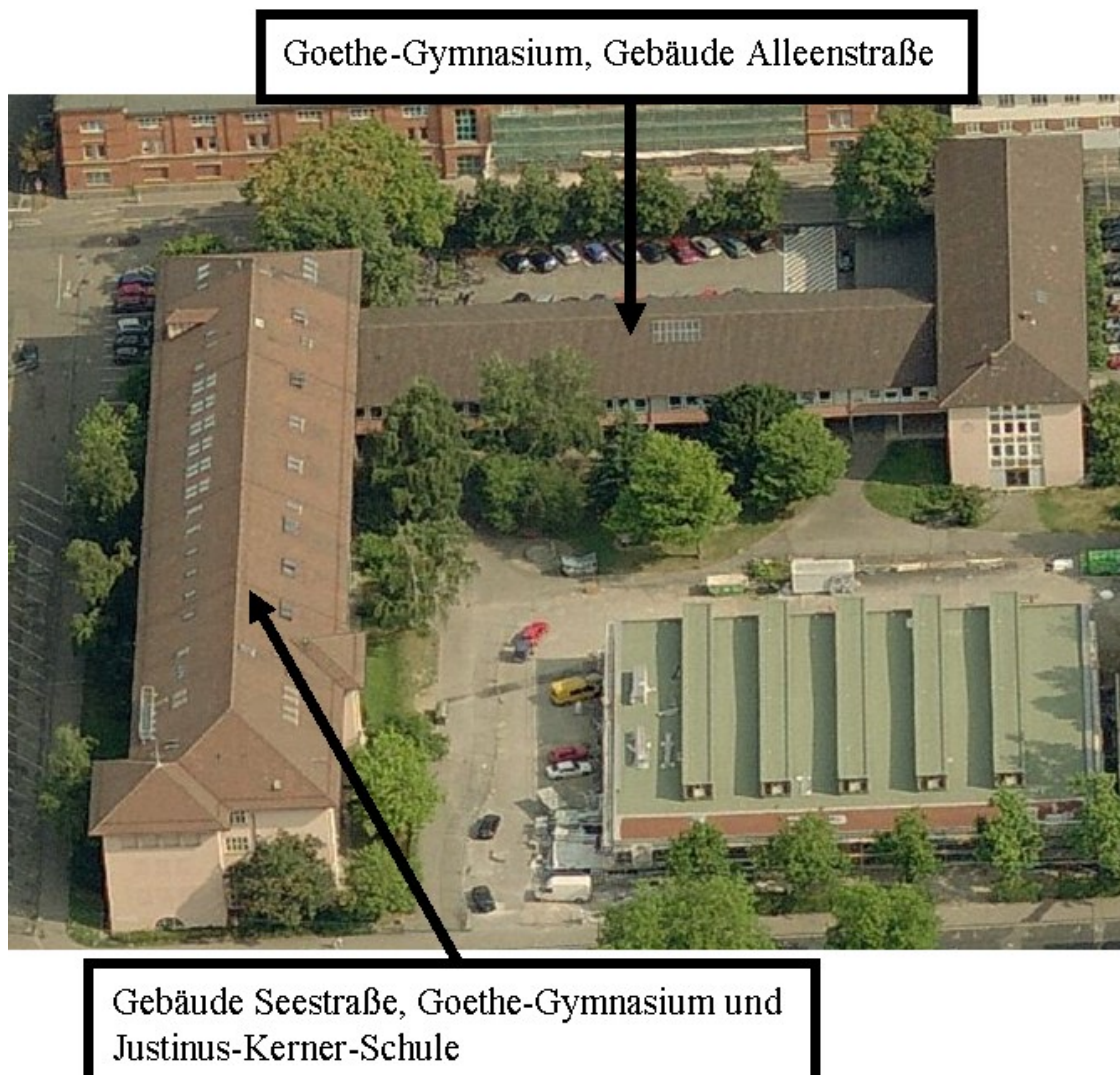 Goethe-Gymnasium, Gebäude Alleenstraße
Gebäude Seestraße, Goethe-Gymnasium und
Justinus-Kerner-Schule